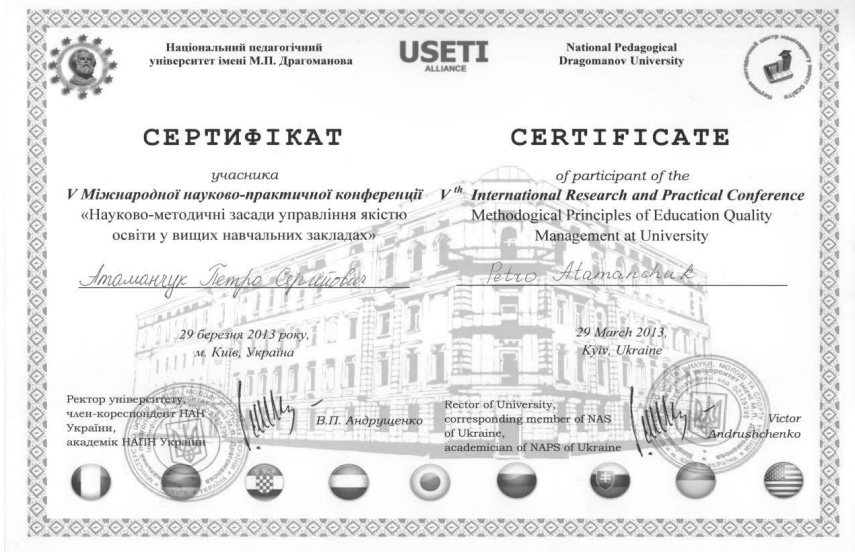 Національний педагогічний
університет імені М.П. Драгоманова
USETI
ALLIANCE
National Pedagogical
Dragomanov University
СЕРТИФІКАТ
учасника
V Міжнародної науково-практичної конференції
«Науково-методичні засади управління якістю
освіти у вищих навчальних закладах»
Атаманчук Петро Сергійович
29 березня 2013 року,
м. Київ, Україна
Ректор університету,
член-кореспондент НАН
України,
академік НАПН України
В.П. Андрущенко
CERTIFICATE
of participant of the
V th International Research and Practical Conference
Methodogical Principles of Education Quality
Management at University
Petro Atamanchuk
29 March 2013,
Kyiv, Ukraine
Rector of University,
corresponding member of NAS
of Ukraine,
academician of NAPS of Ukraine
Victor
Andrushchenko